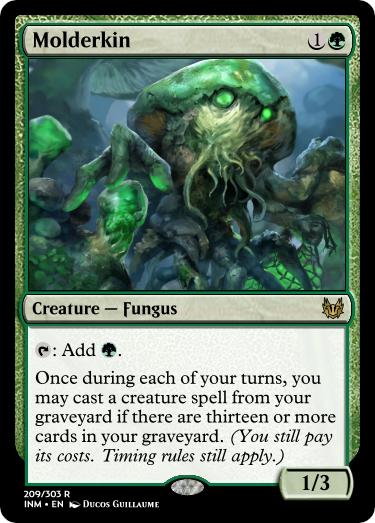 Molderkin 1
Creature — Fungus
: Add .
Once during each of your turns, you
may cast a creature spell from your
graveyard if there are thirteen or more
cards in your graveyard. (You still pay
its costs. Timing rules still apply.)
1/3
209/303 R
INM • EN Ducos Guillaume